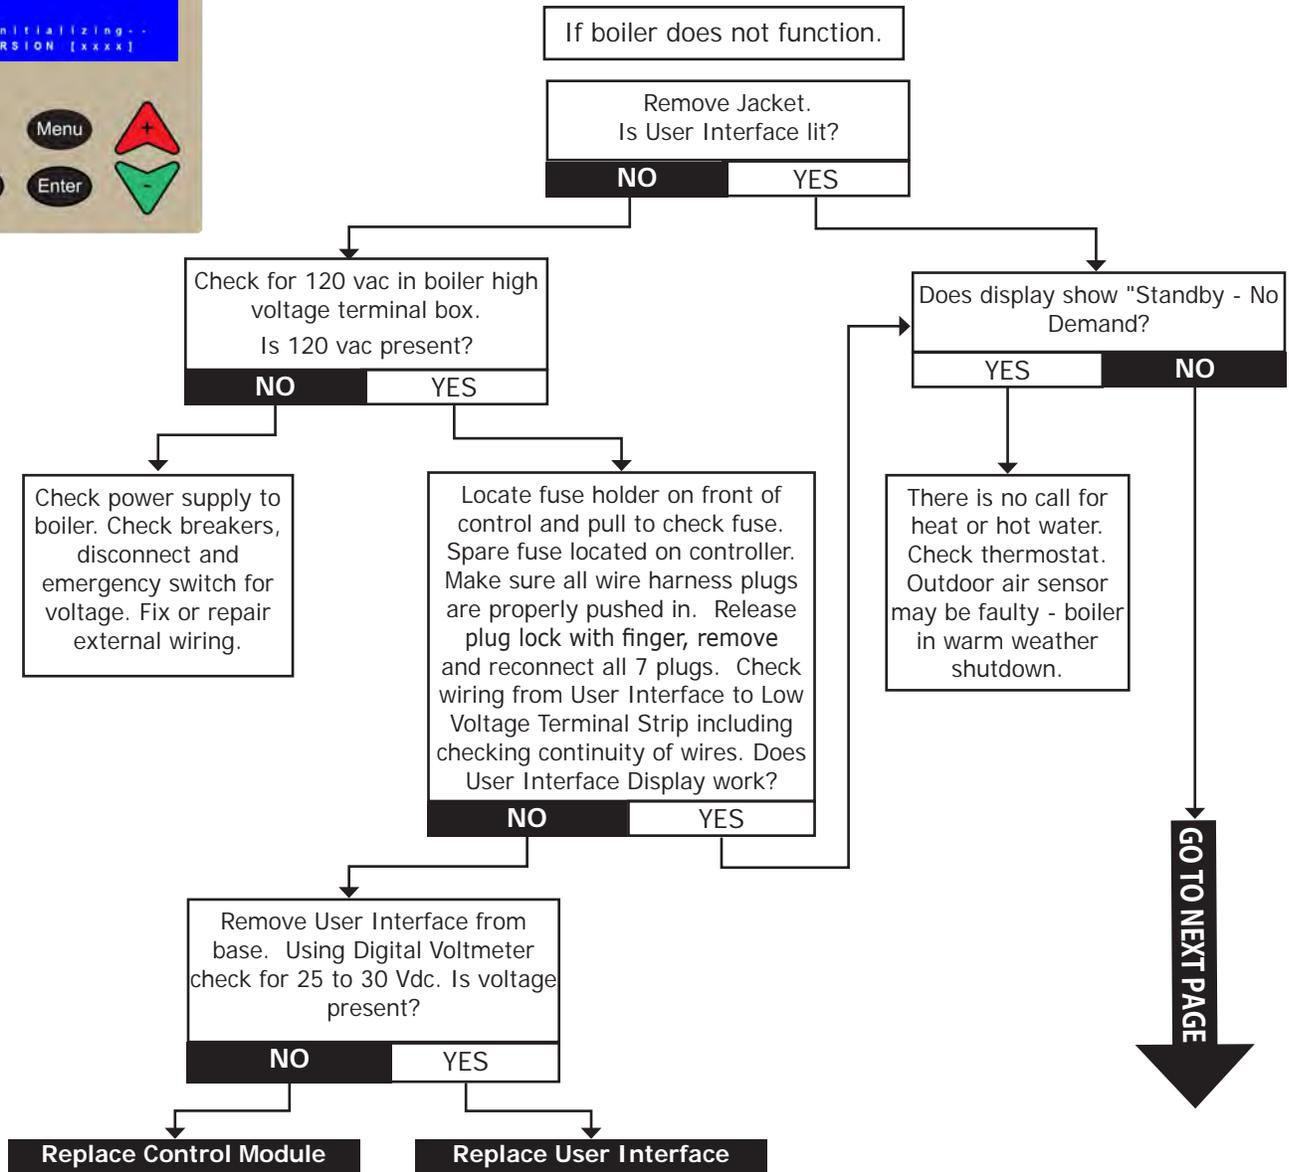 nitializing--
RSION [xxxx]
Menu
+
Enter
-
If boiler does not function.
Remove Jacket.
Is User Interface lit?
NO
YES
Check for 120 vac in boiler high
voltage terminal box.
Is 120 vac present?
NO
YES
Does display show "Standby - No
Demand?
YES
NO
Check power supply to
boiler. Check breakers,
disconnect and
emergency switch for
voltage. Fix or repair
external wiring.
Locate fuse holder on front of
control and pull to check fuse.
Spare fuse located on controller.
Make sure all wire harness plugs
are properly pushed in.  Release
plug lock with finger, remove
and reconnect all 7 plugs.  Check
wiring from User Interface to Low
Voltage Terminal Strip including
checking continuity of wires. Does
User Interface Display work?
NO
YES
There is no call for
heat or hot water.
Check thermostat.
Outdoor air sensor
may be faulty - boiler
in warm weather
shutdown.
Remove User Interface from
base.  Using Digital Voltmeter
check for 25 to 30 Vdc. Is voltage
present?
NO
YES
Replace Control Module
Replace User Interface
GO TO NEXT PAGE